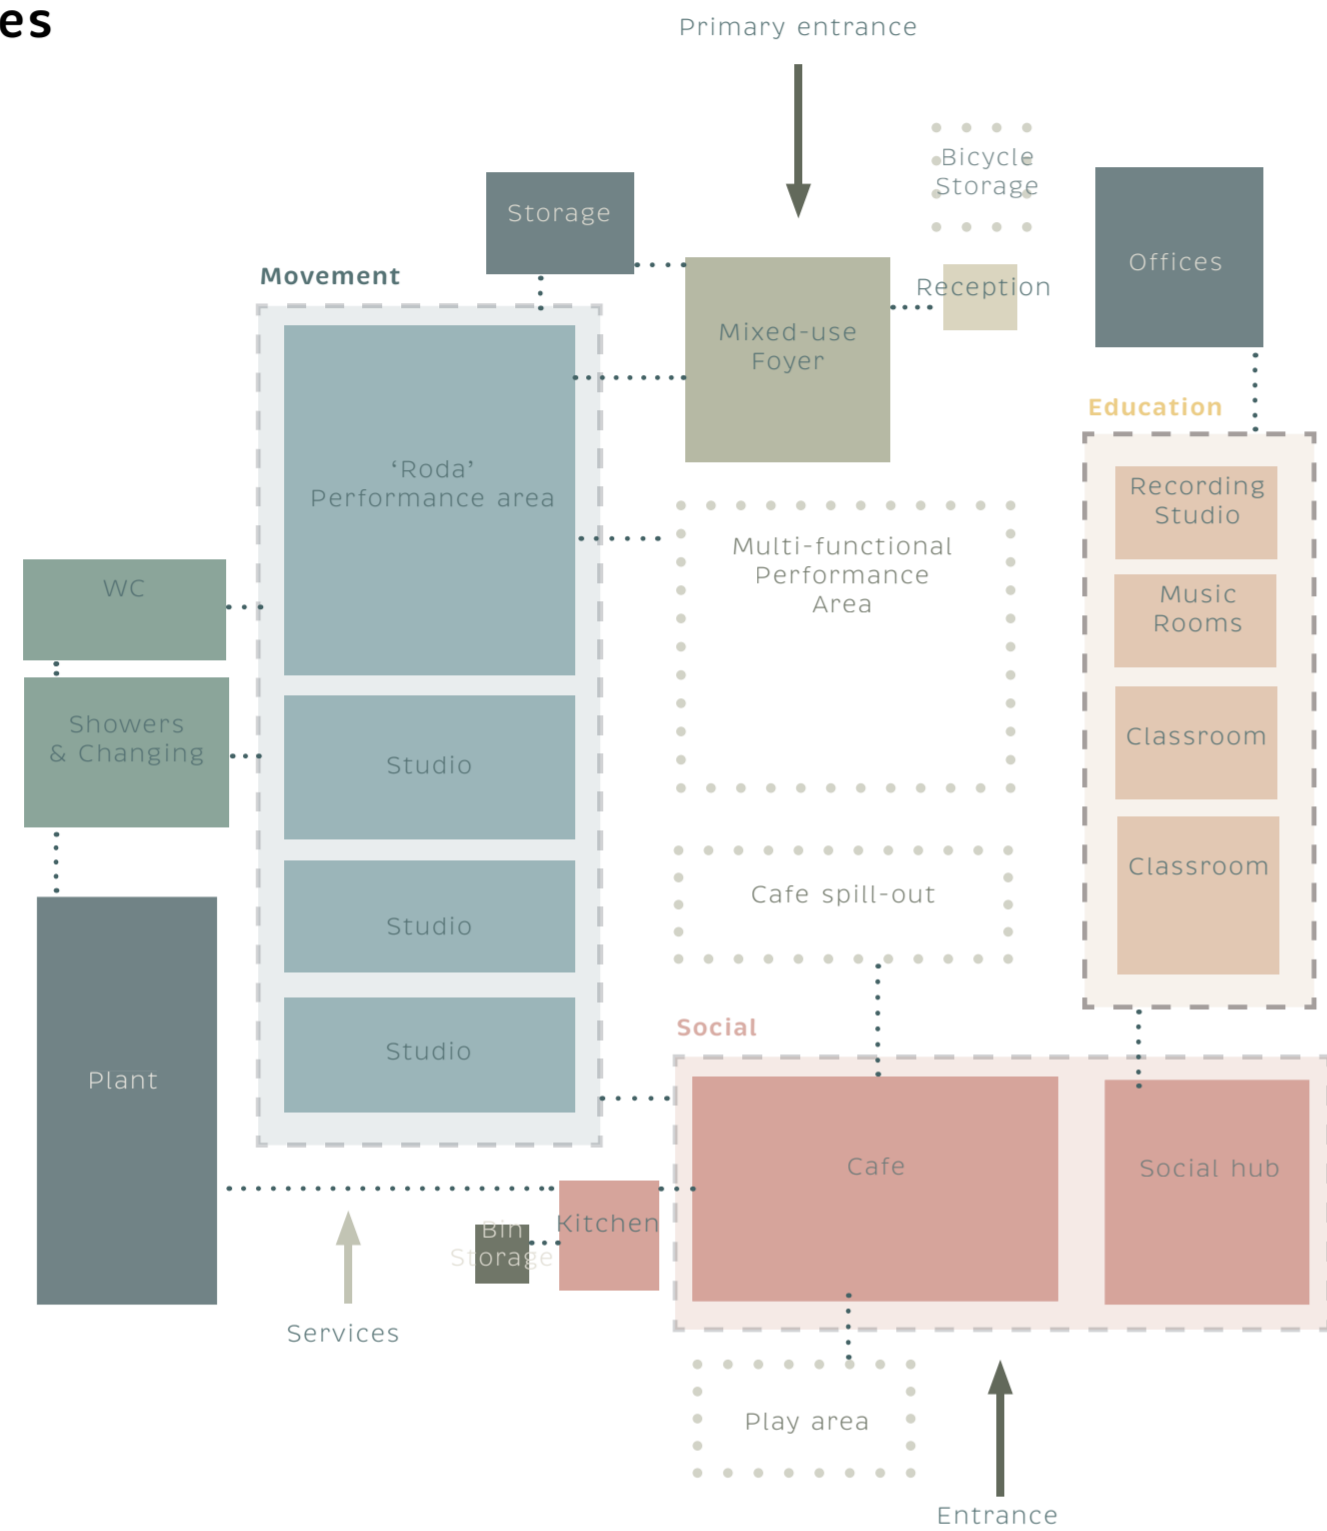 es
Primary entrance
Bicycle
Storage
Storage
Offices
Movement
Reception
Mixed-use
Foyer
Education
‘Roda’
Performance area
Recording
Studio
Multi-functional
Performance
Area
WC
Music
Rooms
Showers
& Changing
Studio
Classroom
Classroom
Cafe spill-out
Studio
Social
Studio
Plant
Cafe
Social hub
Kitchen
Bin
Storage
Services
Play area
Entrance